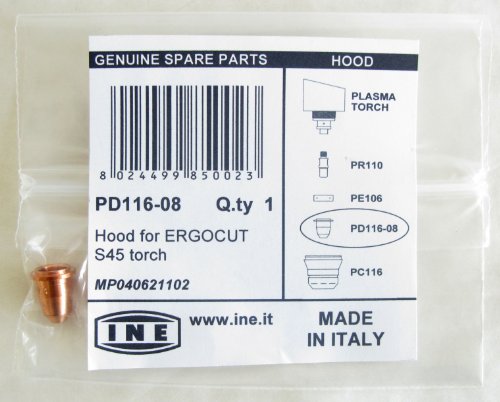 GENUINE SPARE PARTS
HOOD
8 024499 850023
PD116-08 Q.ty 1
Hood for ERGOCUT
S45 torch
MP040621102
INE
www.ine.it
PLASMA
TORCH
PR110
PE106
PD116-08
PC116
MADE
IN ITALY